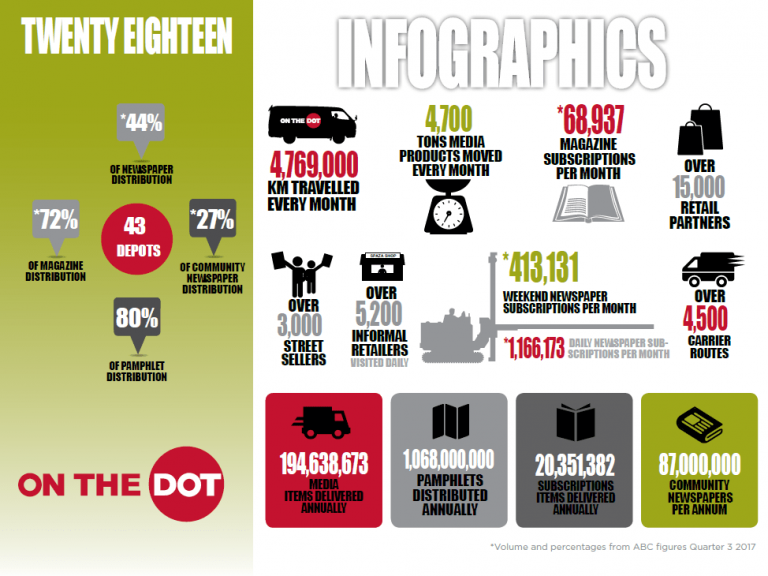 TWENTY EIGHTEEN
*44%
OF NEWSPAPER
DISTRIBUTION
*72%
OF MAGAZINE
DISTRIBUTION
43
DEPOTS
*27%
OF COMMUNITY
NEWSPAPER
DISTRIBUTION
80%
OF PAMPHLET
DISTRIBUTION
ON THE DOT
INFOGRAPHICS
ON THE DOT
4,769,000
KM TRAVELLED
EVERY MONTH
4,700
TONS MEDIA
PRODUCTS MOVED
EVERY MONTH
*68,937
MAGAZINE
SUBSCRIPTIONS
PER MONTH
OVER
15,000
RETAIL
PARTNERS
OVER
3,000
STREET
SELLERS
SPAZA SHOP
OVER
5,200
INFORMAL
RETAILERS
VISITED DAILY
*413,131
WEEKEND NEWSPAPER
SUBSCRIPTIONS PER MONTH
*1,166,173 DAILY NEWSPAPER SUB-
SCRIPTIONS PER MONTH
OVER
4,500
CARRIER
ROUTES
194,638,673
MEDIA
ITEMS DELIVERED
ANNUALLY
1,068,000,000
PAMPHLETS
DISTRIBUTED
ANNUALLY
20,351,382
SUBSCRIPTIONS
ITEMS DELIVERED
ANNUALLY
87,000,000
COMMUNITY
NEWSPAPERS
PER ANNUM
*Volume and percentages from ABC figures Quarter 3 2017